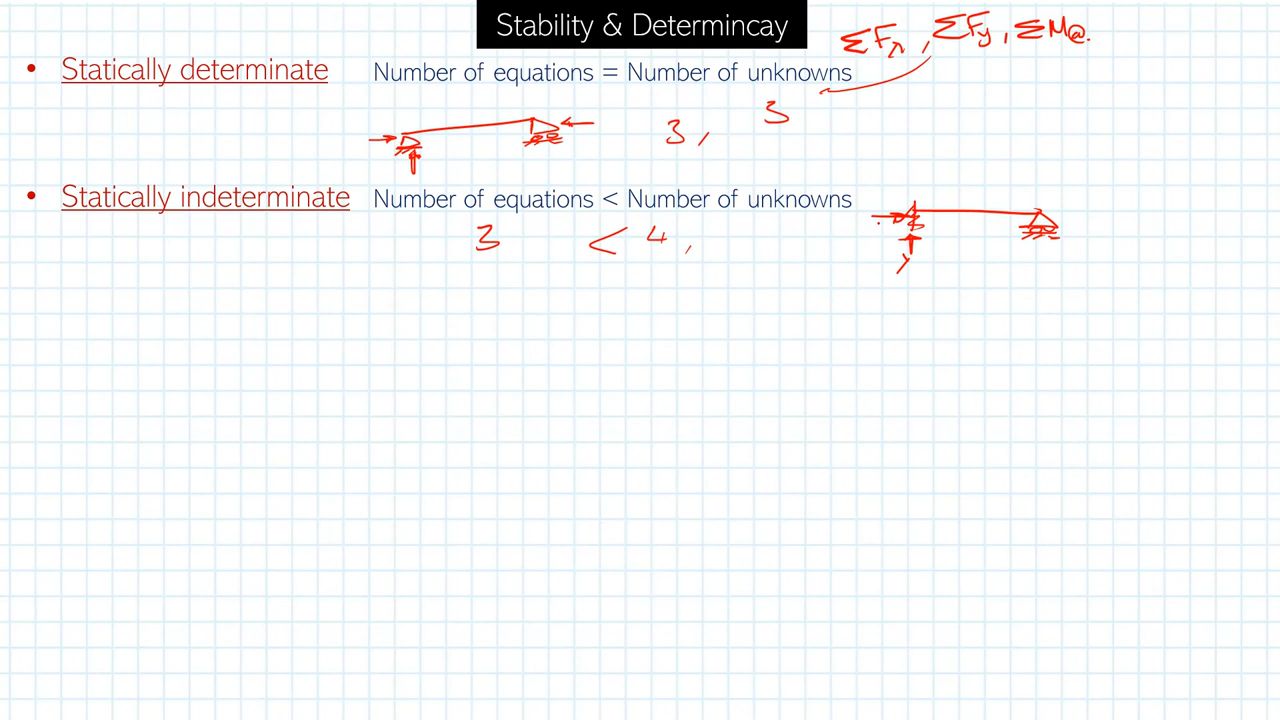 Stability & Determincay
ΣFx, ΣFy, ΣM@.
• Statically determinate Number of equations = Number of unknowns
3, 3
• Statically indeterminate Number of equations < Number of unknowns
3 < 4,
y